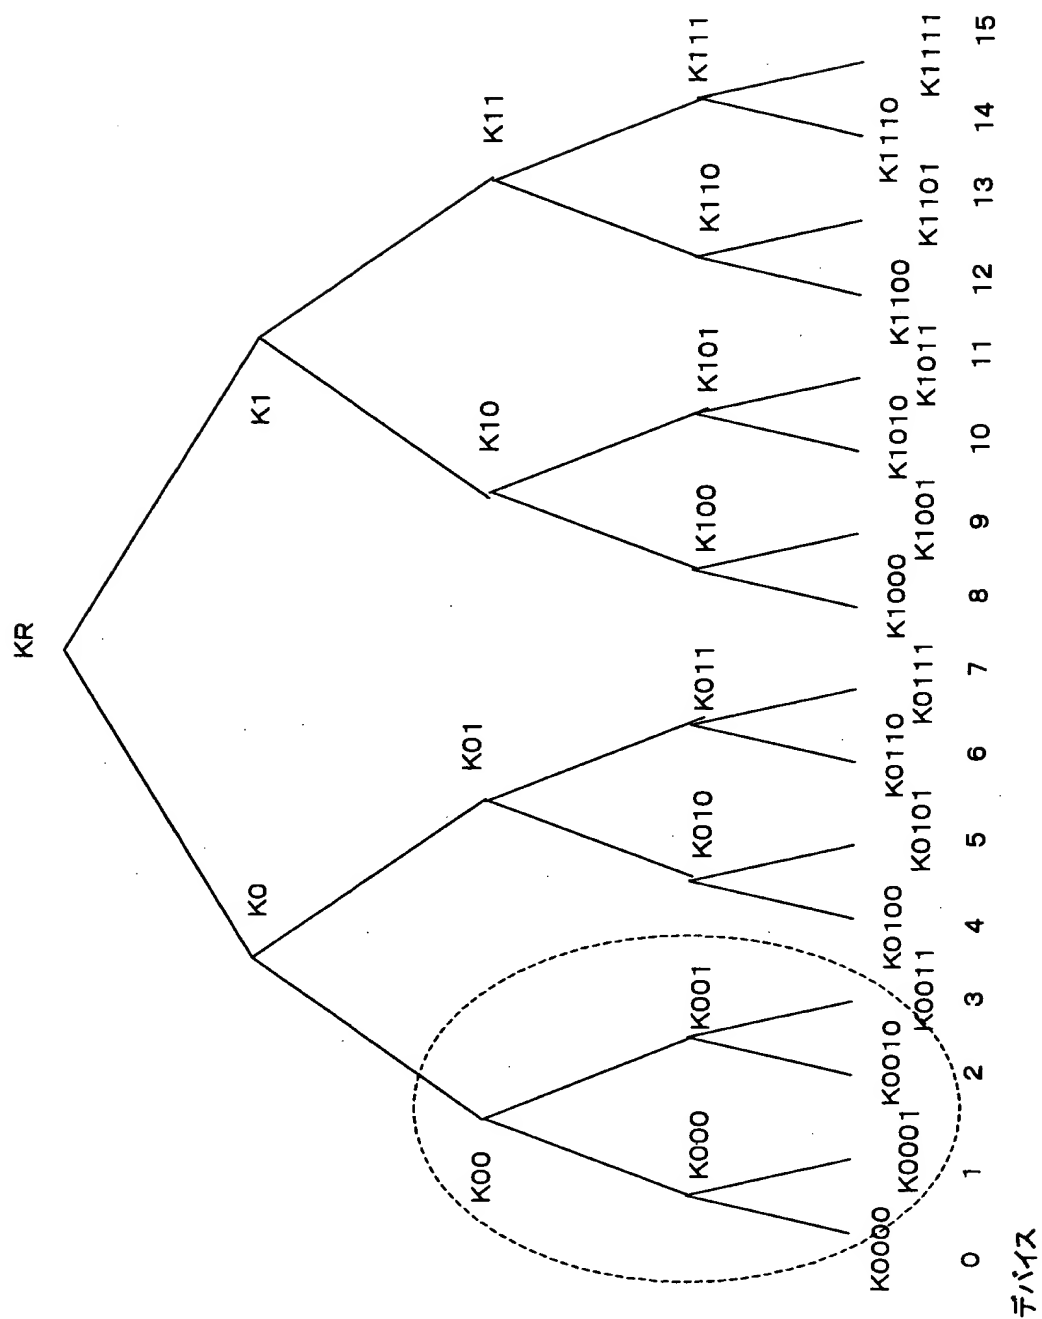 KR
K0
K1
K00
K01
K10
K11
K000
K001
K010
K011
K100
K101
K110
K111
K0000
K0001
K0010
K0011
K0100
K0101
K0110
K0111
K1000
K1001
K1010
K1011
K1100
K1101
K1110
K1111
デバイス 0 1 2 3 4 5 6 7 8 9 10 11 12 13 14 15